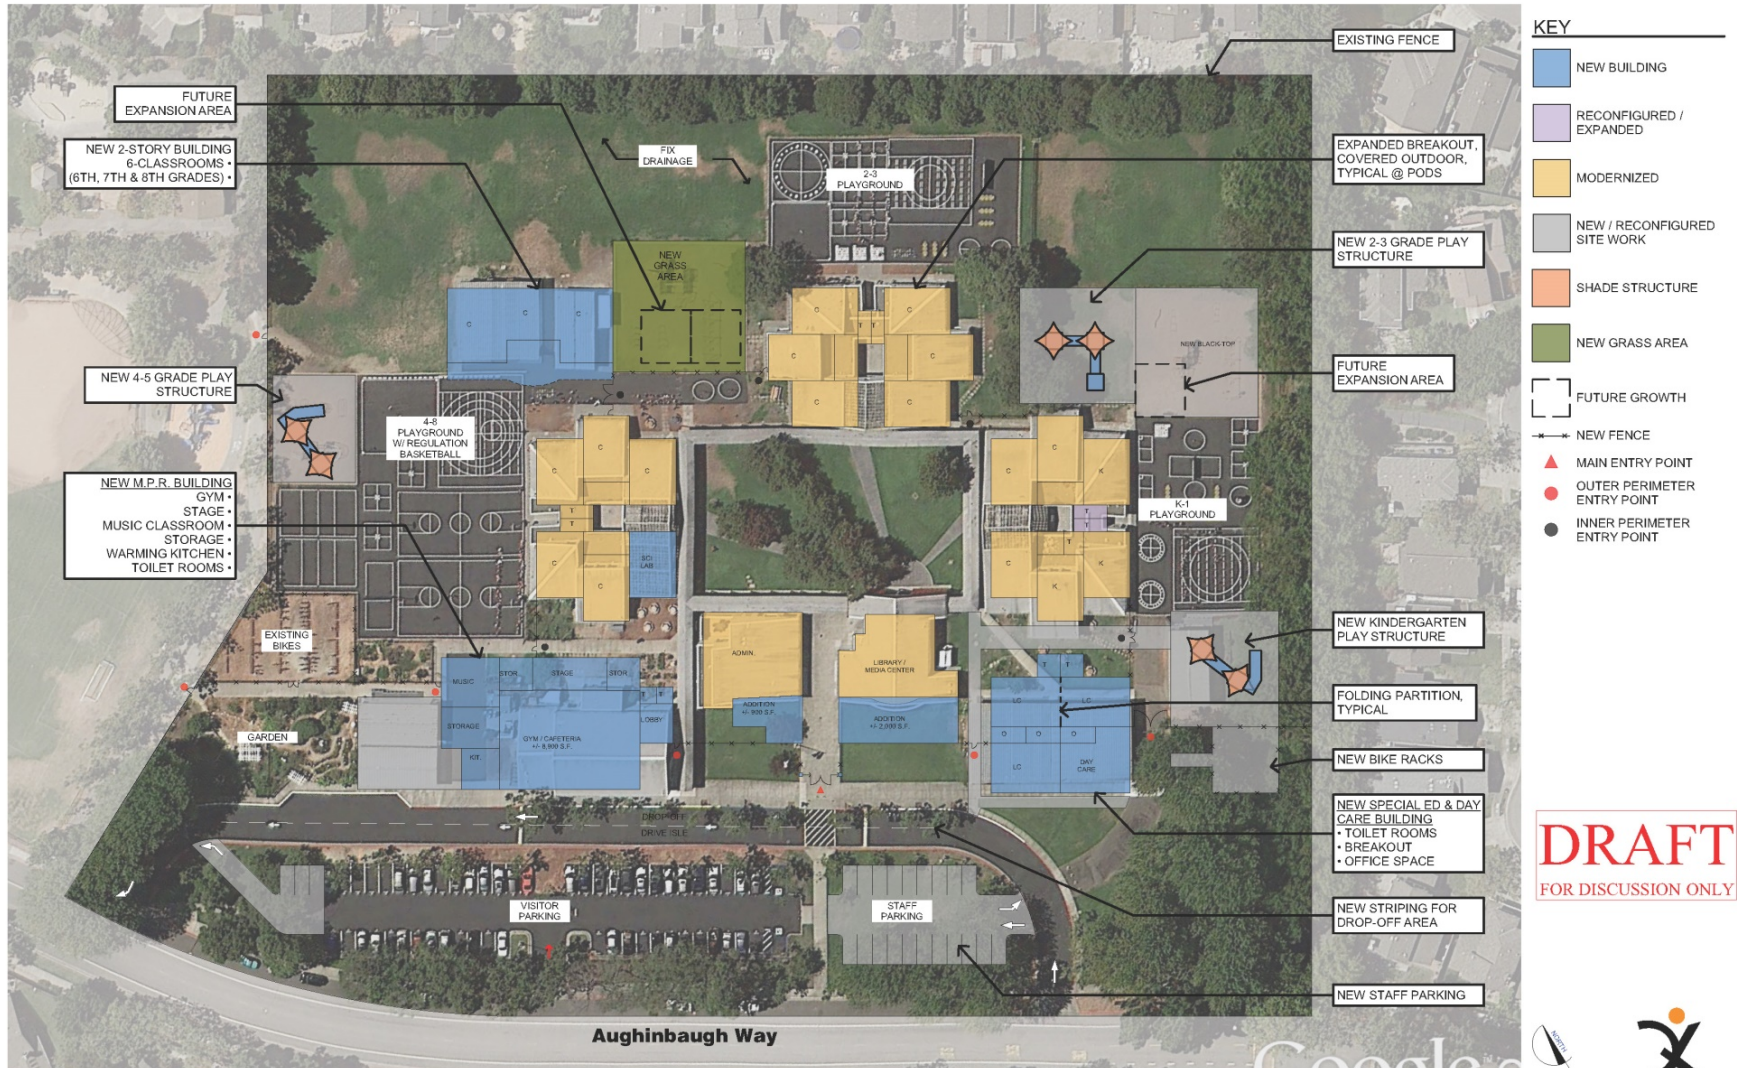 FUTURE
EXPANSION AREA
NEW 2-STORY BUILDING
6-CLASSROOMS •
(6TH, 7TH & 8TH GRADES) •
NEW 4-5 GRADE PLAY
STRUCTURE
NEW M.P.R. BUILDING
GYM •
STAGE •
MUSIC CLASSROOM •
STORAGE •
WARMING KITCHEN •
TOILET ROOMS •
FIX
DRAINAGE
2-3
PLAYGROUND
NEW
GRASS
AREA
C
C
C
C
C
C
T T
C
C
C
C
NEW BLACK-TOP
4-8
PLAYGROUND
W/ REGULATION
BASKETBALL
C
C
C
T
T
C
C
SCI
LAB
C
C
K
T
T
T
C
K
K
K-1
PLAYGROUND
EXISTING
BIKES
GARDEN
MUSIC
STOR.
STAGE
STOR.
T T
STORAGE
LOBBY
GYM / CAFETERIA
+/- 8,900 S.F.
KIT.
ADMIN.
ADDITION
+/- 900 S.F.
LIBRARY /
MEDIA CENTER
ADDITION
+/- 2,000 S.F.
T T
LC
LC
O
O
O
LC
DAY
CARE
DROP-OFF
DRIVE ISLE
VISITOR
PARKING
STAFF
PARKING
Aughinbaugh Way
Google
EXISTING FENCE
EXPANDED BREAKOUT,
COVERED OUTDOOR,
TYPICAL @ PODS
NEW 2-3 GRADE PLAY
STRUCTURE
FUTURE
EXPANSION AREA
NEW KINDERGARTEN
PLAY STRUCTURE
FOLDING PARTITION,
TYPICAL
NEW BIKE RACKS
NEW SPECIAL ED & DAY
CARE BUILDING
• TOILET ROOMS
• BREAKOUT
• OFFICE SPACE
NEW STRIPING FOR
DROP-OFF AREA
NEW STAFF PARKING
KEY
NEW BUILDING
RECONFIGURED /
EXPANDED
MODERNIZED
NEW / RECONFIGURED
SITE WORK
SHADE STRUCTURE
NEW GRASS AREA
FUTURE GROWTH
NEW FENCE
MAIN ENTRY POINT
OUTER PERIMETER
ENTRY POINT
INNER PERIMETER
ENTRY POINT
DRAFT
FOR DISCUSSION ONLY
NORTH